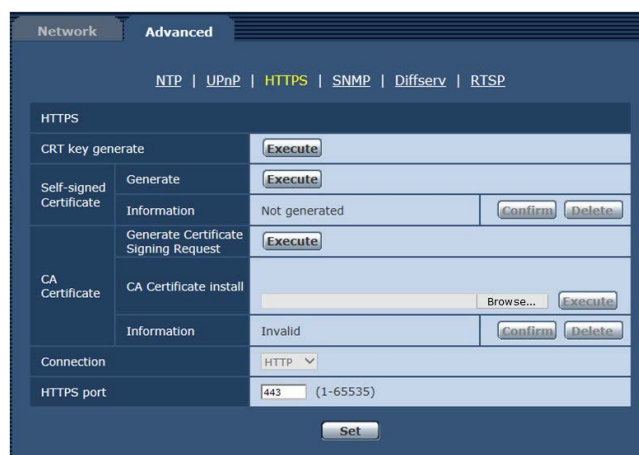 Network Advanced
NTP | UPnP | HTTPS | SNMP | Diffserv | RTSP
HTTPS
CRT key generate Execute
Self-signed
Certificate
Generate Execute
Information Not generated Confirm Delete
CA
Certificate
Generate Certificate
Signing Request
Execute
CA Certificate install Browse... Execute
Information Invalid Confirm Delete
Connection HTTP
HTTPS port 443 (1-65535)
Set